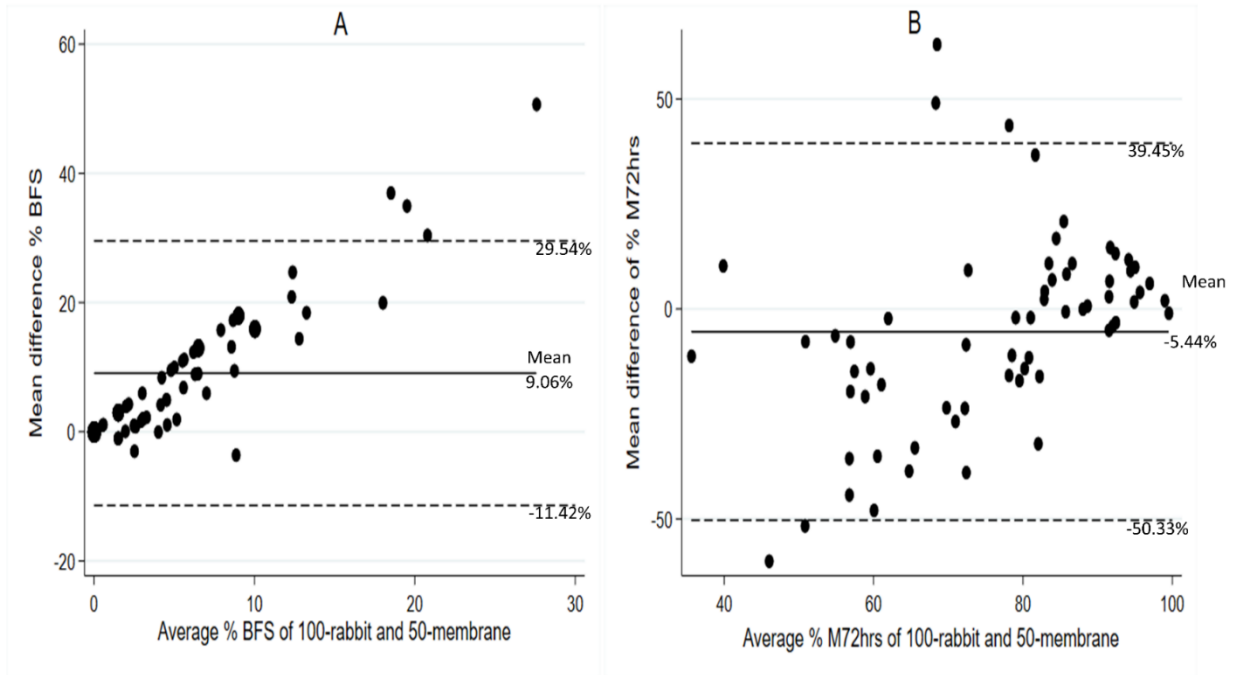 A
Mean difference % BFS
60
40
20
0
-20
29.54%
Mean
9.06%
-11.42%
0 10 20 30
Average % BFS of 100-rabbit and 50-membrane
B
Mean difference of % M72hrs
50
0
-50
39.45%
Mean
-5.44%
-50.33%
40 60 80 100
Average % M72hrs of 100-rabbit and 50-membrane